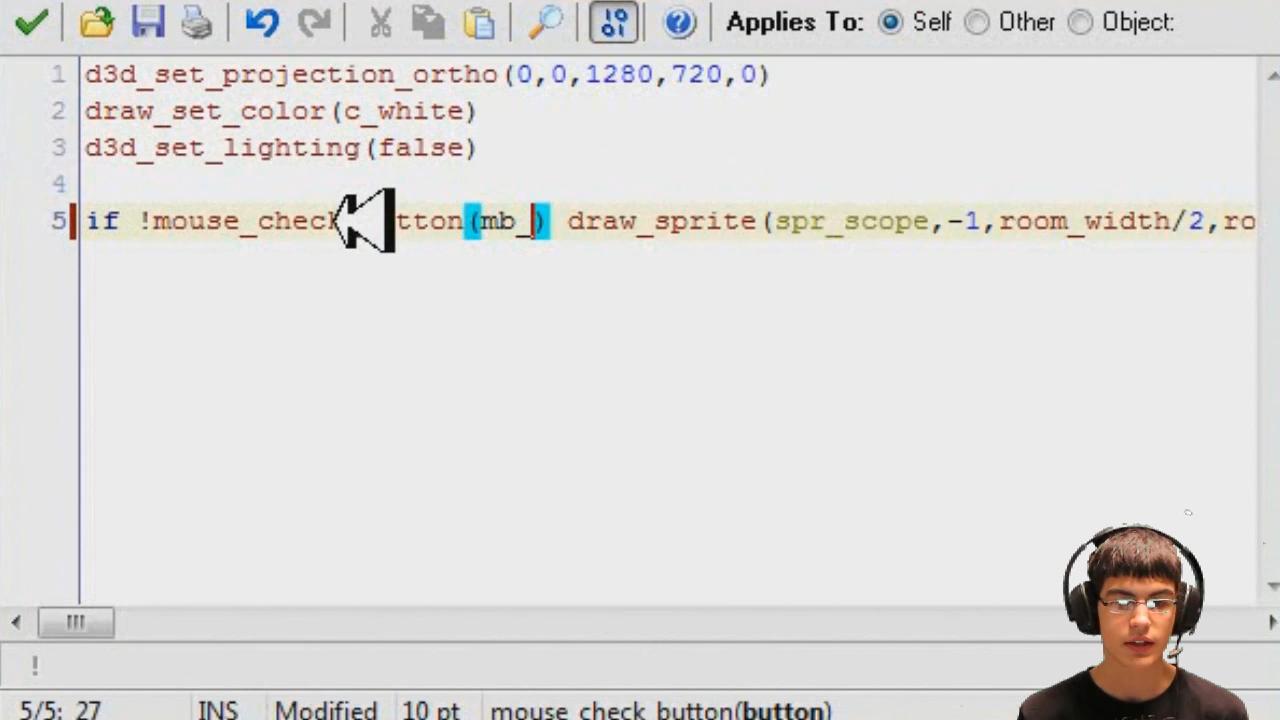 Applies To: Self Other Object:
1 d3d_set_projection_ortho(0,0,1280,720,0)
2 draw_set_color(c_white)
3 d3d_set_lighting(false)
4
5 if !mouse_check tton(mb_) draw_sprite(spr_scope,-1,room_width/2,ro
!
5/5: 27 INS Modified 10 pt mouse_check_button(button)